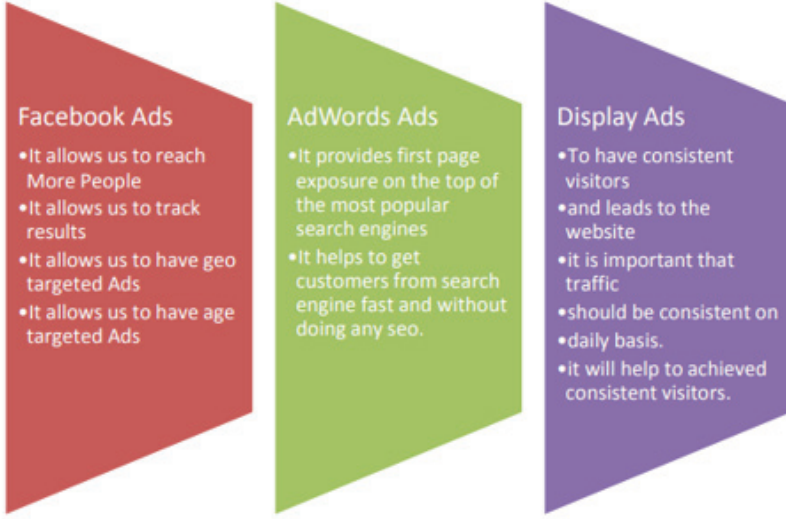 Facebook Ads
•It allows us to reach
More People
•It allows us to track
results
•It allows us to have geo
targeted Ads
•It allows us to have age
targeted Ads
AdWords Ads
•It provides first page
exposure on the top of
the most popular
search engines
•It helps to get
customers from search
engine fast and without
doing any seo.
Display Ads
•To have consistent
visitors
•and leads to the
website
•it is important that
traffic
•should be consistent on
•daily basis.
•it will help to achieved
consistent visitors.